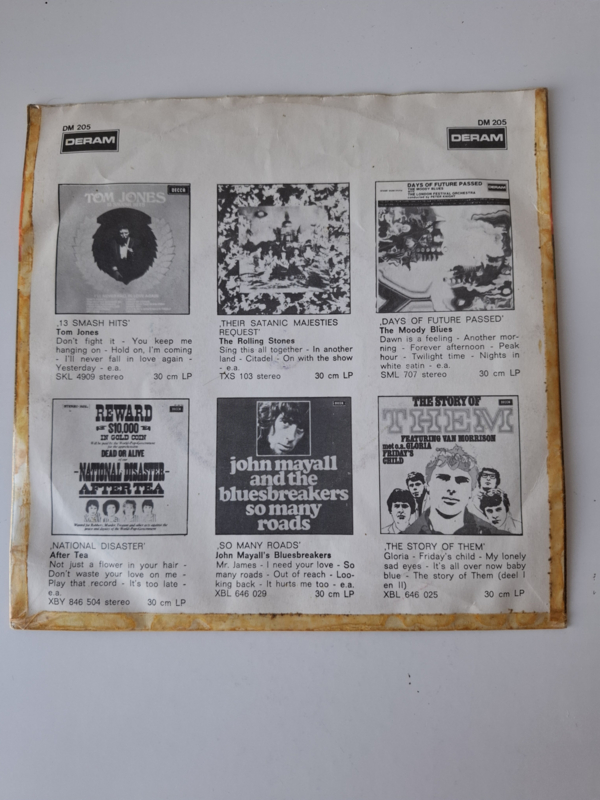 DM 205
DERAM
DM 205
DERAM
TOM JONES
DECCA
‚13 SMASH HITS'
Tom Jones
Don't fight it - You keep me
hanging on - Hold on, I'm coming
- I'll never fall in love again -
Yesterday - e.a.
SKL 4909 stereo 30 cm LP
‚THEIR SATANIC MAJESTIES
REQUEST'
The Rolling Stones
Sing this all together - In another
land - Citadel - On with the show
- e.a.
TXS 103 stereo 30 cm LP
DAYS OF FUTURE PASSED
THE MOODY BLUES
THE LONDON FESTIVAL ORCHESTRA
conducted by PETER KNIGHT
‚DAYS OF FUTURE PASSED'
The Moody Blues
Dawn is a feeling - Another mor-
ning - Forever afternoon - Peak
hour - Twilight time - Nights in
white satin - e.a.
SML 707 stereo 30 cm LP
REWARD
$10.000
IN GOLD COIN
DEAD OR ALIVE
NATIONAL DISASTER
AFTER TEA
‚NATIONAL DISASTER'
After Tea
Not just a flower in your hair -
Don't waste your love on me -
Play that record - It's too late -
e.a.
XBY 846 504 stereo 30 cm LP
john mayall
and the
bluesbreakers
so many
roads
‚SO MANY ROADS'
John Mayall's Bluesbreakers
Mr. James - I need your love - So
many roads - Out of reach - Loo-
king back - It hurts me too - e.a.
XBL 646 029 30 cm LP
THE STORY OF
THEM
FEATURING VAN MORRISON
met o.a. GLORIA
FRIDAY'S
CHILD
‚THE STORY OF THEM'
Gloria - Friday's child - My lonely
sad eyes - It's all over now baby
blue - The story of Them (deel I
en II)
XBL 646 025 30 cm LP